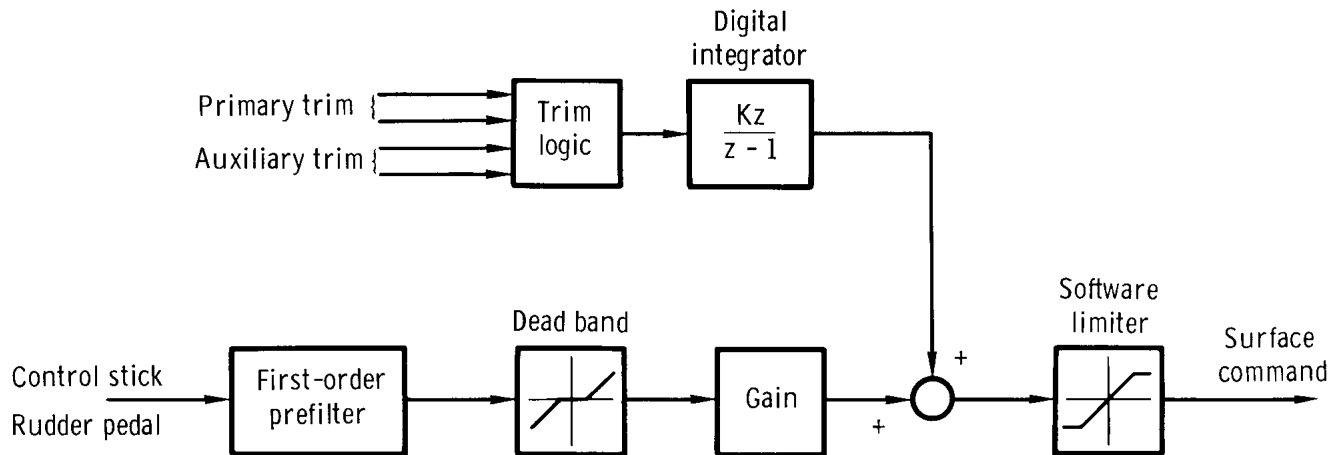 Digital
integrator
Primary trim {
Auxiliary trim {
Trim
logic
Kz
z - 1
Dead band
Software
limiter
Surface
command
Control stick
Rudder pedal
First-order
prefilter
Gain
+
+